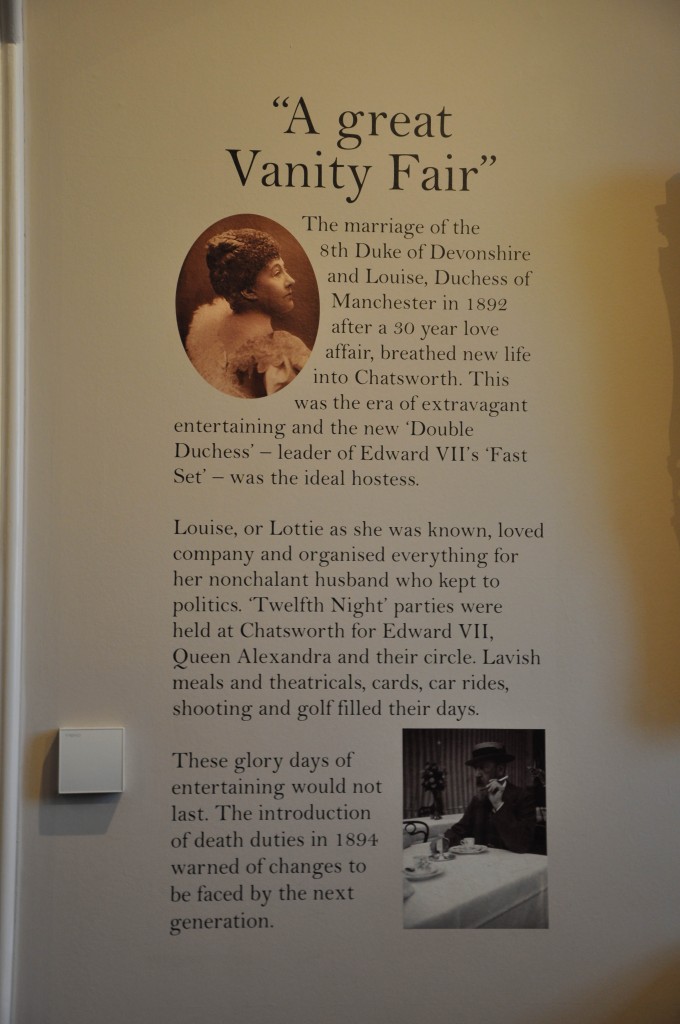 “A great
Vanity Fair”
The marriage of the
8th Duke of Devonshire
and Louise, Duchess of
Manchester in 1892
after a 30 year love
affair, breathed new life
into Chatsworth. This
was the era of extravagant
entertaining and the new ‘Double
Duchess’ – leader of Edward VII’s ‘Fast
Set’ – was the ideal hostess.
Louise, or Lottie as she was known, loved
company and organised everything for
her nonchalant husband who kept to
politics. ‘Twelfth Night’ parties were
held at Chatsworth for Edward VII,
Queen Alexandra and their circle. Lavish
meals and theatricals, cards, car rides,
shooting and golf filled their days.
These glory days of
entertaining would not
last. The introduction
of death duties in 1894
warned of changes to
be faced by the next
generation.